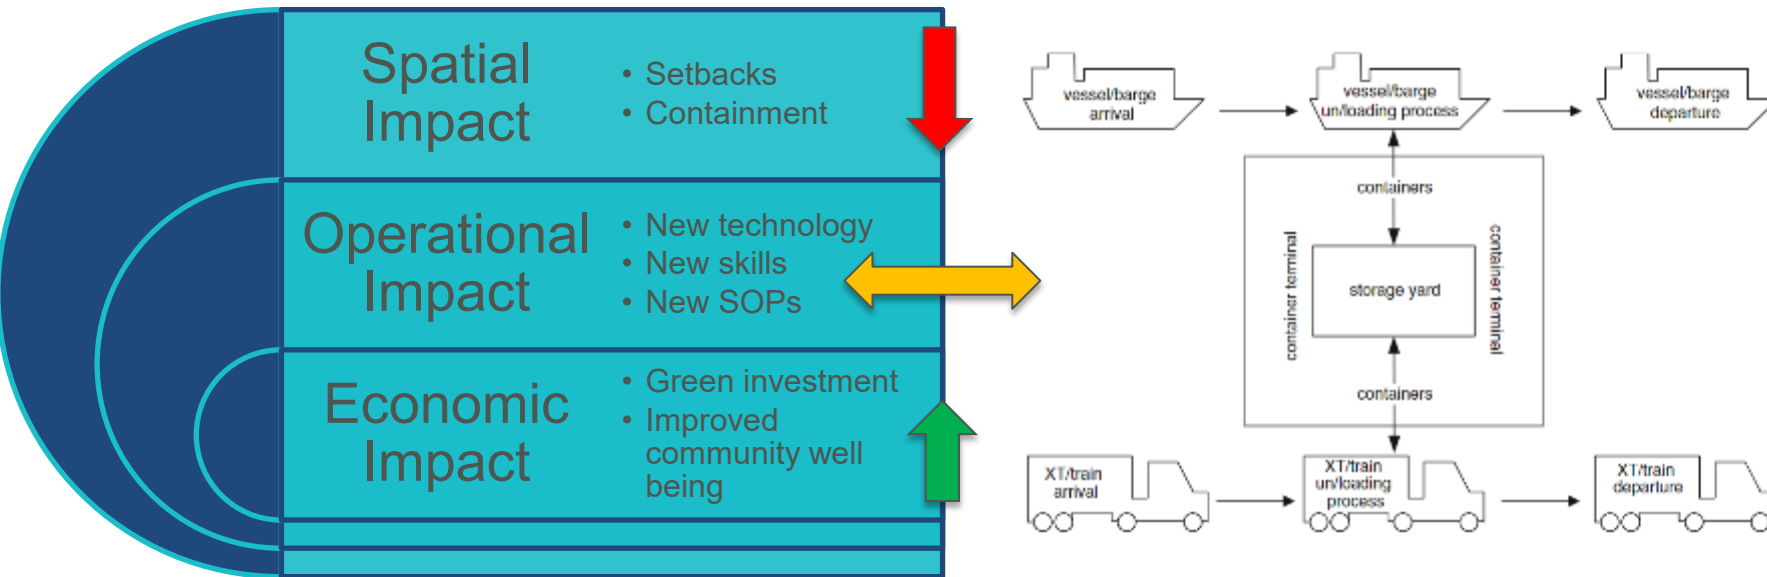 Spatial
Impact
• Setbacks
• Containment
Operational
Impact
• New technology
• New skills
• New SOPs
Economic
Impact
• Green investment
• Improved
community well
being
vessel/barge
arrival
vessel/barge
un/loading process
vessel/barge
departure
containers
container terminal
storage yard
container terminal
containers
XT/train
arrival
XT/train
un/loading
process
XT/train
departure